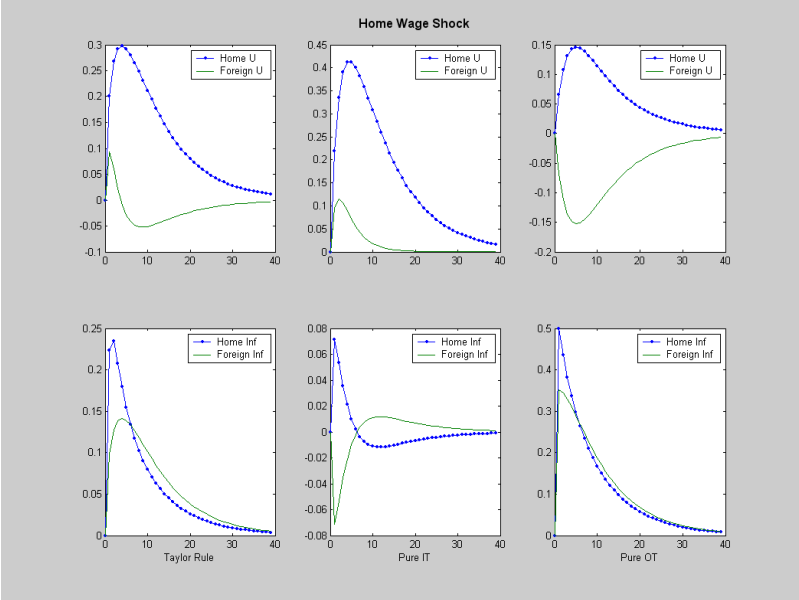 Home Wage Shock
0.3
0.25
0.2
0.15
0.1
0.05
0
-0.05
-0.1
0 10 20 30 40
Home U
Foreign U
0.45
0.4
0.35
0.3
0.25
0.2
0.15
0.1
0.05
0
0 10 20 30 40
Home U
Foreign U
0.15
0.1
0.05
0
-0.05
-0.1
-0.15
-0.2
0 10 20 30 40
Home U
Foreign U
0.25
0.2
0.15
0.1
0.05
0
0 10 20 30 40
Home Inf
Foreign Inf
Taylor Rule
0.08
0.06
0.04
0.02
0
-0.02
-0.04
-0.06
-0.08
0 10 20 30 40
Home Inf
Foreign Inf
Pure IT
0.5
0.4
0.3
0.2
0.1
0
0 10 20 30 40
Home Inf
Foreign Inf
Pure OT